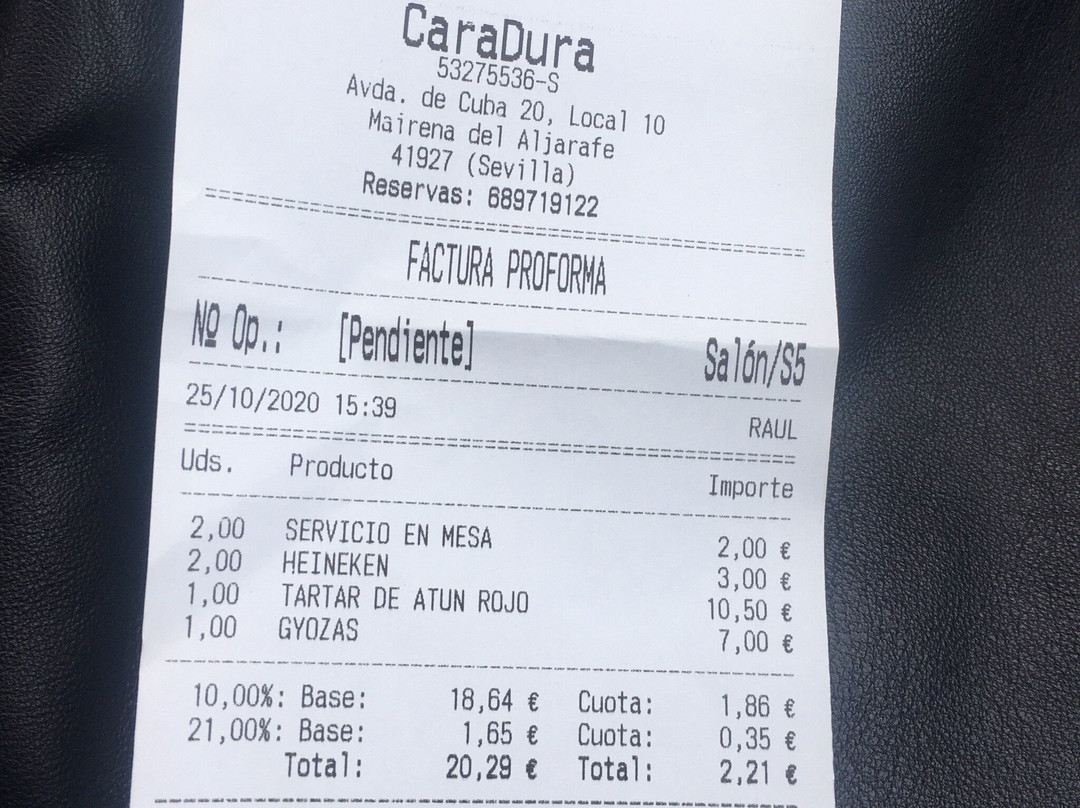 CaraDura
53275536-S
Avda. de Cuba 20, Local 10
Mairena del Aljarafe
41927 (Sevilla)
Reservas: 689719122
FACTURA PROFORMA
Nº Op.: [Pendiente] Salón/S5
25/10/2020 15:39 RAUL
Uds. Producto Importe
2,00 SERVICIO EN MESA 2,00 €
2,00 HEINEKEN 3,00 €
1,00 TARTAR DE ATUN ROJO 10,50 €
1,00 GYOZAS 7,00 €
10,00%: Base: 18,64 € Cuota: 1,86 €
21,00%: Base: 1,65 € Cuota: 0,35 €
Total: 20,29 € Total: 2,21 €